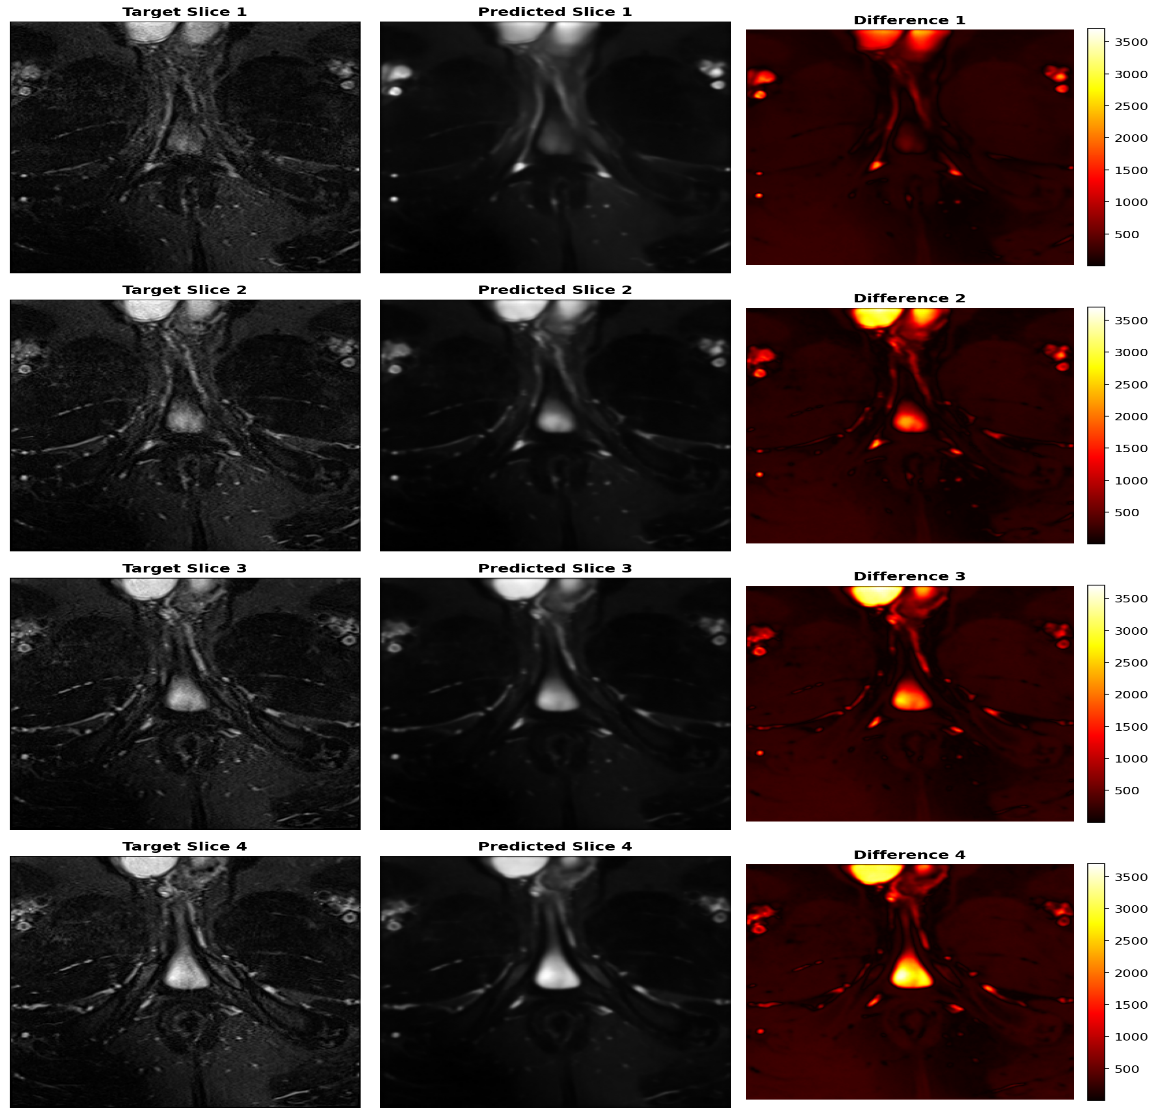 Target Slice 1
Predicted Slice 1
Difference 1
3500
3000
2500
2000
1500
1000
500
Target Slice 2
Predicted Slice 2
Difference 2
3500
3000
2500
2000
1500
1000
500
Target Slice 3
Predicted Slice 3
Difference 3
3500
3000
2500
2000
1500
1000
500
Target Slice 4
Predicted Slice 4
Difference 4
3500
3000
2500
2000
1500
1000
500